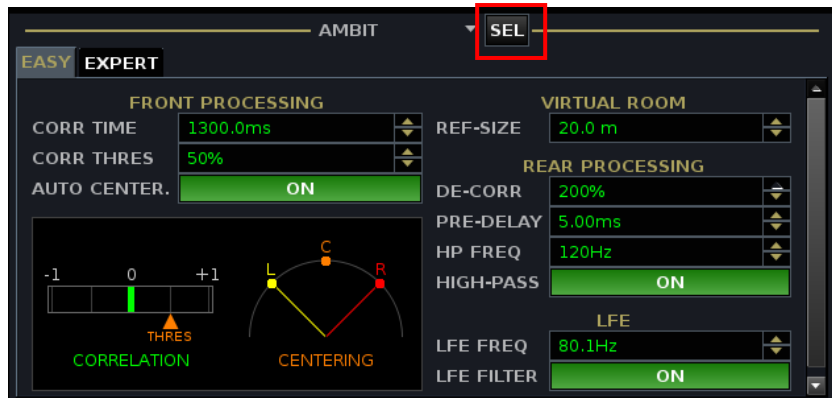 AMBIT SEL
EASY EXPERT
FRONT PROCESSING
CORR TIME 1300.0ms
CORR THRES 50%
AUTO CENTER. ON
-1 0 +1
THRES
CORRELATION
L C R
CENTERING
VIRTUAL ROOM
REF-SIZE 20.0 m
REAR PROCESSING
DE-CORR 200%
PRE-DELAY 5.00ms
HP FREQ 120Hz
HIGH-PASS ON
LFE
LFE FREQ 80.1Hz
LFE FILTER ON